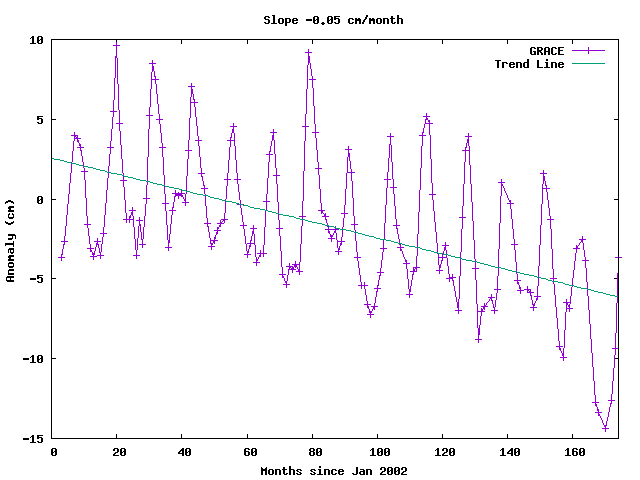 Slope -0.05 cm/month
GRACE
Trend Line
10
5
0
-5
-10
-15
Anomaly (cm)
0 20 40 60 80 100 120 140 160
Months since Jan 2002